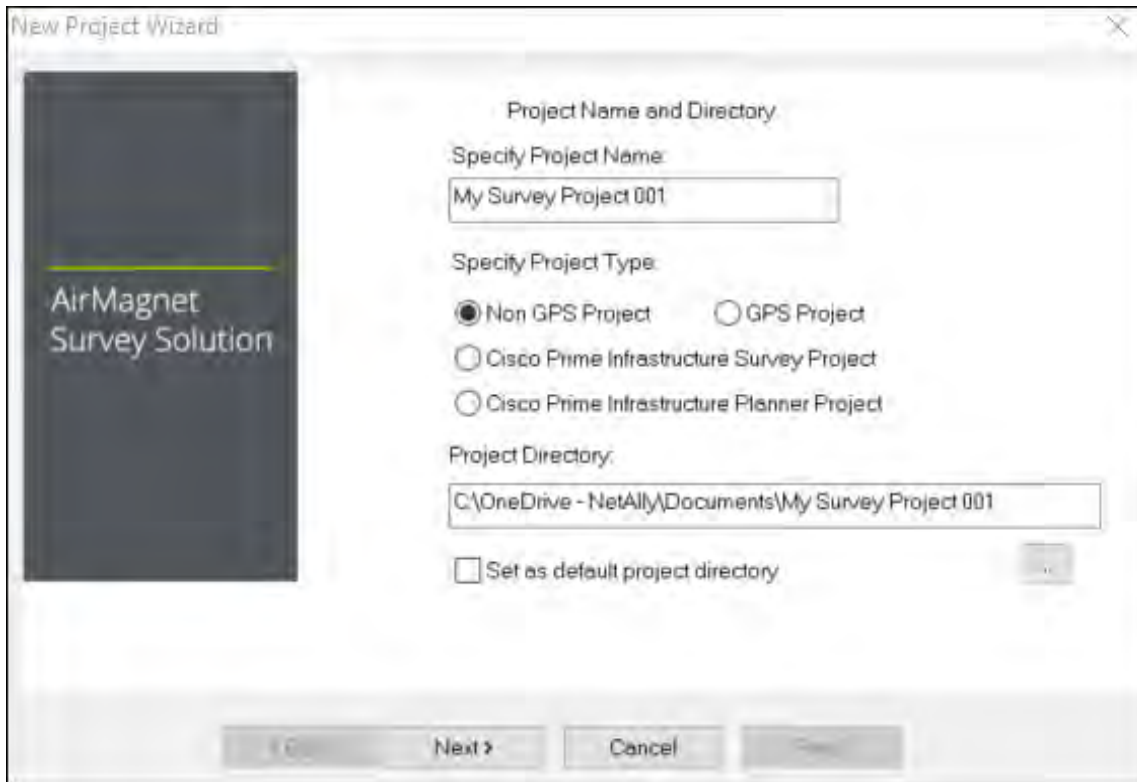 New Project Wizard
AirMagnet
Survey Solution
Project Name and Directory
Specify Project Name:
My Survey Project 001
Specify Project Type:
Non GPS Project
GPS Project
Cisco Prime Infrastructure Survey Project
Cisco Prime Infrastructure Planner Project
Project Directory:
C:\OneDrive - NetAlly\Documents\My Survey Project 001
Set as default project directory
Next >
Cancel